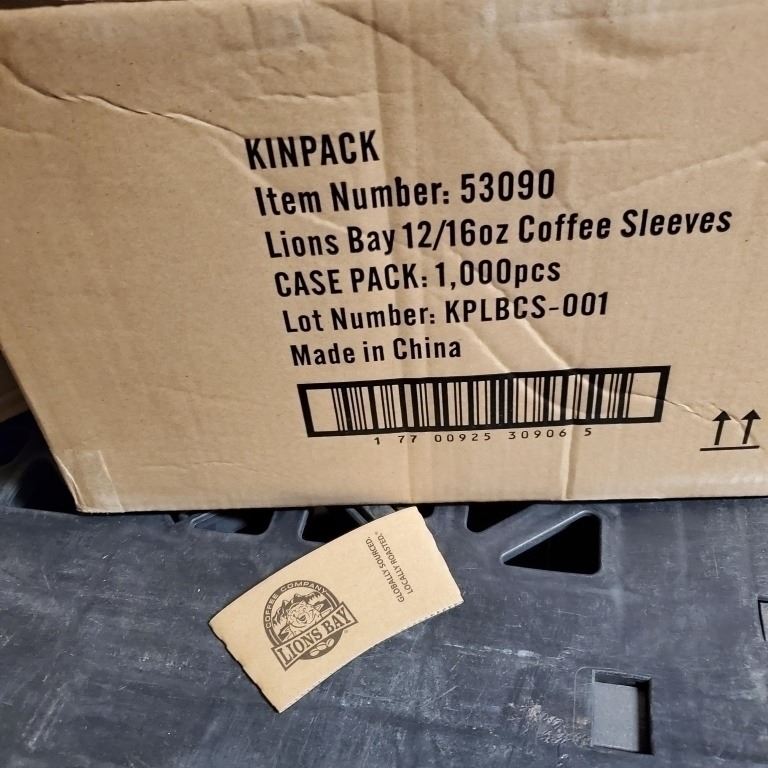 KINPACK
Item Number: 53090
Lions Bay 12/16oz Coffee Sleeves
CASE PACK: 1,000pcs
Lot Number: KPLBCS-001
Made in China
1 77 00925 30906 5
GLOBALLY SOURCED.
LOCALLY ROASTED.®
COFFEE COMPANY
LIONS BAY